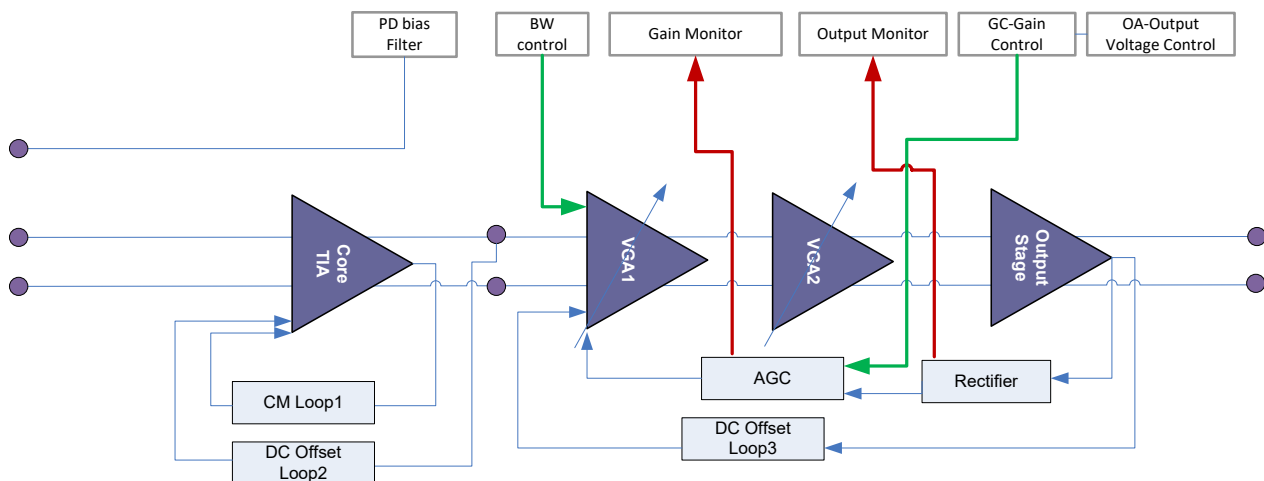 PD bias
Filter
BW
control
Gain Monitor
Output Monitor
GC-Gain
Control
OA-Output
Voltage Control
Core
TIA
VGA1
VGA2
Output
Stage
AGC
Rectifier
CM Loop1
DC Offset
Loop3
DC Offset
Loop2